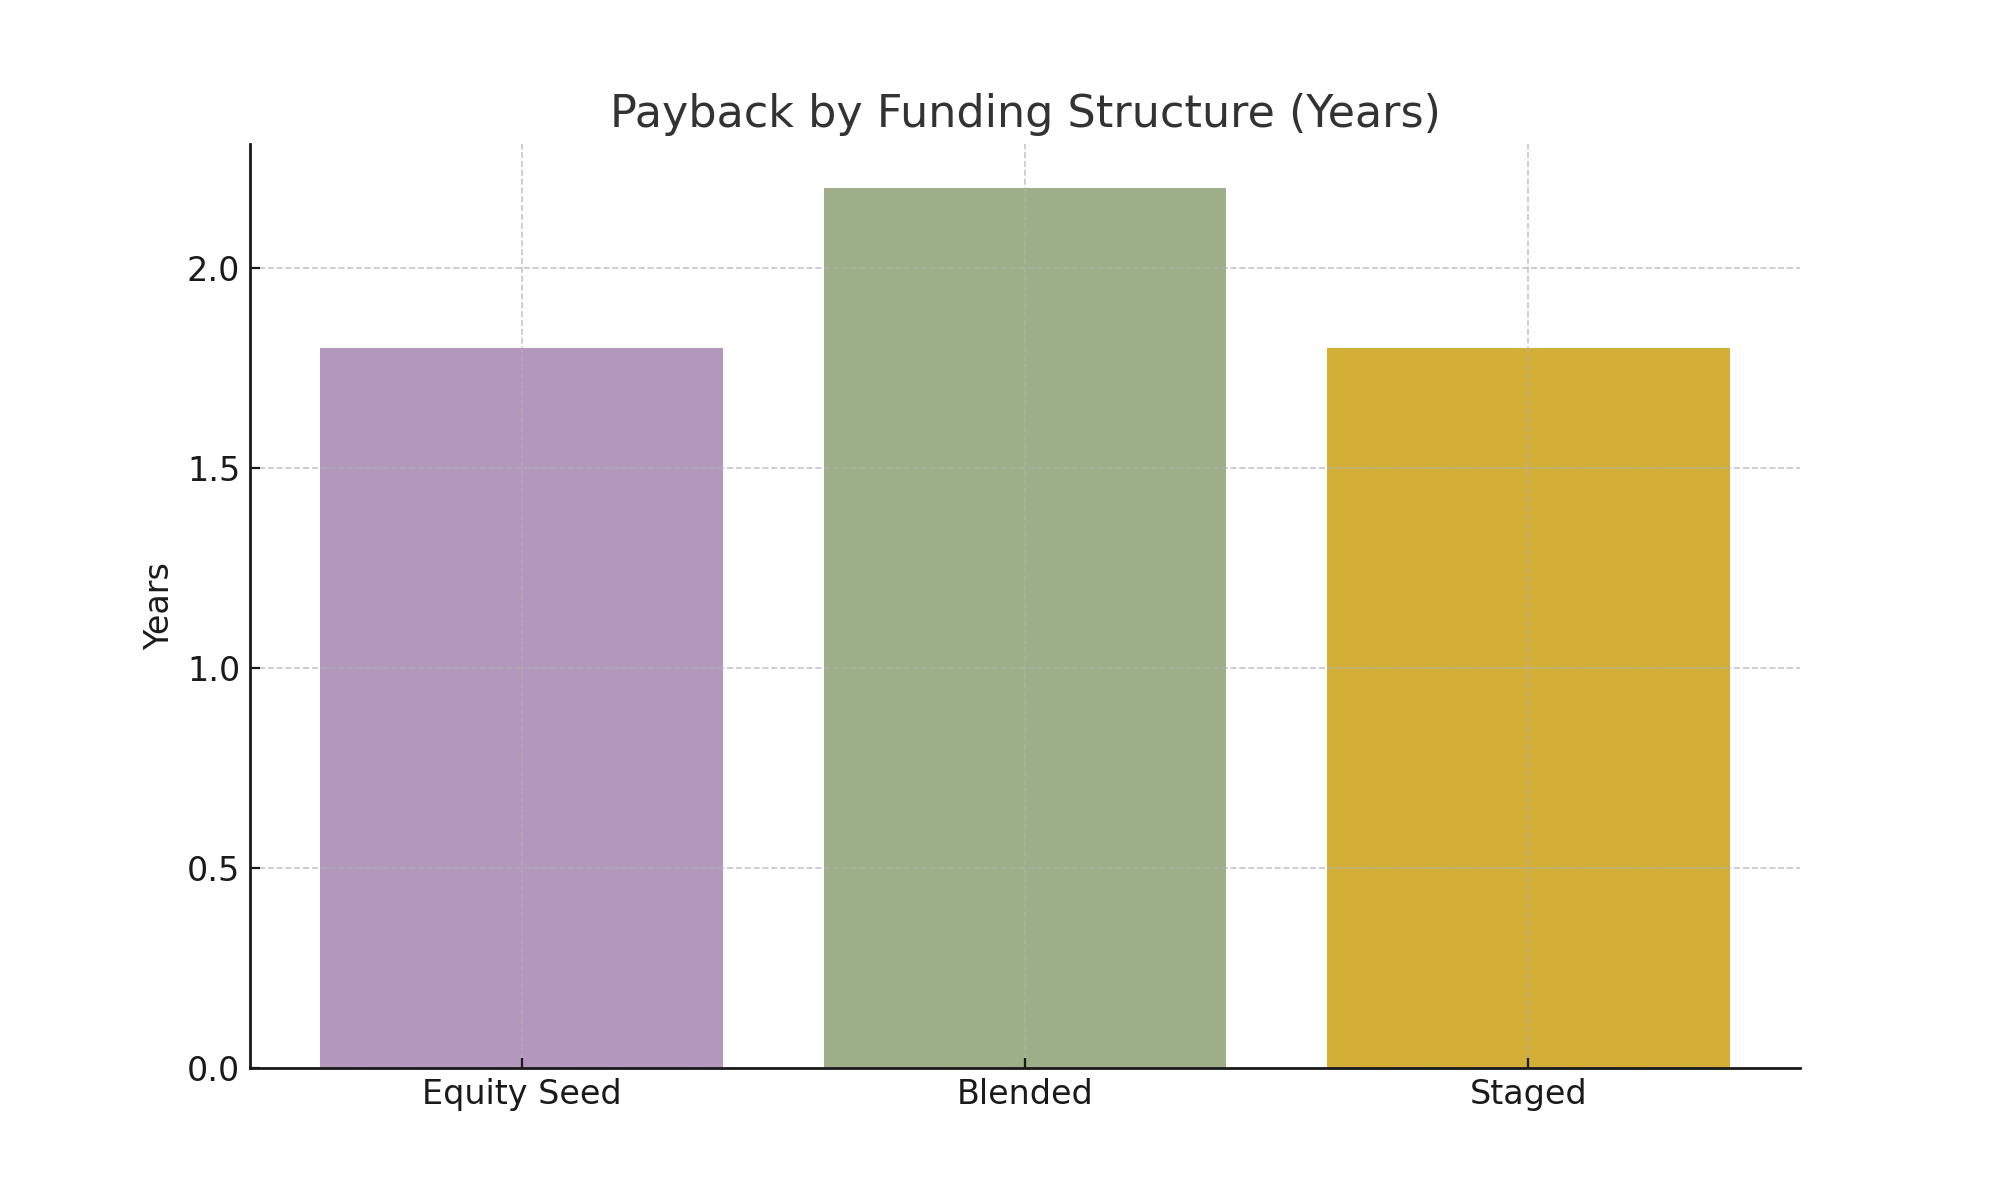 Payback by Funding Structure (Years)
Years
2.0
1.5
1.0
0.5
0.0
Equity Seed
Blended
Staged